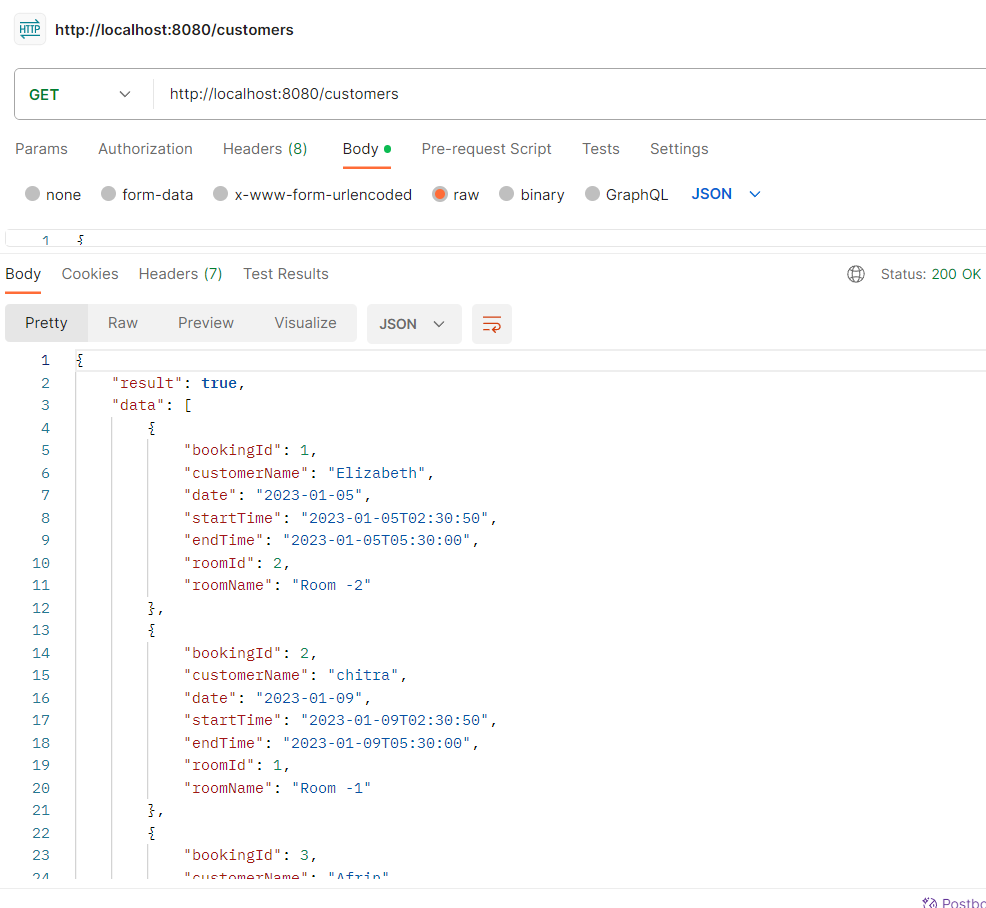 HTTP http://localhost:8080/customers
GET http://localhost:8080/customers
Params Authorization Headers (8) Body Pre-request Script Tests Settings
none form-data x-www-form-urlencoded raw binary GraphQL JSON
1 {
Body Cookies Headers (7) Test Results Status: 200 OK
Pretty Raw Preview Visualize JSON
1 {
2 "result": true,
3 "data": [
4 {
5 "bookingId": 1,
6 "customerName": "Elizabeth",
7 "date": "2023-01-05",
8 "startTime": "2023-01-05T02:30:50",
9 "endTime": "2023-01-05T05:30:00",
10 "roomId": 2,
11 "roomName": "Room -2"
12 },
13 {
14 "bookingId": 2,
15 "customerName": "chitra",
16 "date": "2023-01-09",
17 "startTime": "2023-01-09T02:30:50",
18 "endTime": "2023-01-09T05:30:00",
19 "roomId": 1,
20 "roomName": "Room -1"
21 },
22 {
23 "bookingId": 3,
24 "customerName": "Afrin"
Postbo